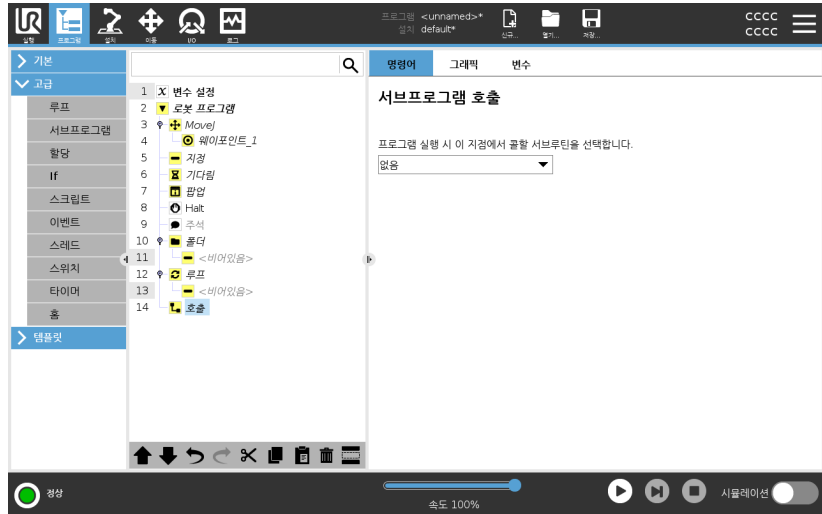 UR
실행
프로그램
설치
이동
I/O
로그
프로그램 <unnamed>*
설치 default*
신규...
열기...
저장...
cccc
cccc
기본
고급
루프
서브프로그램
할당
If
스크립트
이벤트
스레드
스위치
타이머
홈
템플릿
1 X 변수 설정
2 로봇 프로그램
3 MoveJ
4 웨이포인트_1
5 지정
6 기다림
7 팝업
8 Halt
9 주석
10 폴더
11 <비어있음>
12 루프
13 <비어있음>
14 호출
명령어 그래픽 변수
서브프로그램 호출
프로그램 실행 시 이 지점에서 콜할 서브루틴을 선택합니다.
없음
정상
속도 100%
시뮬레이션